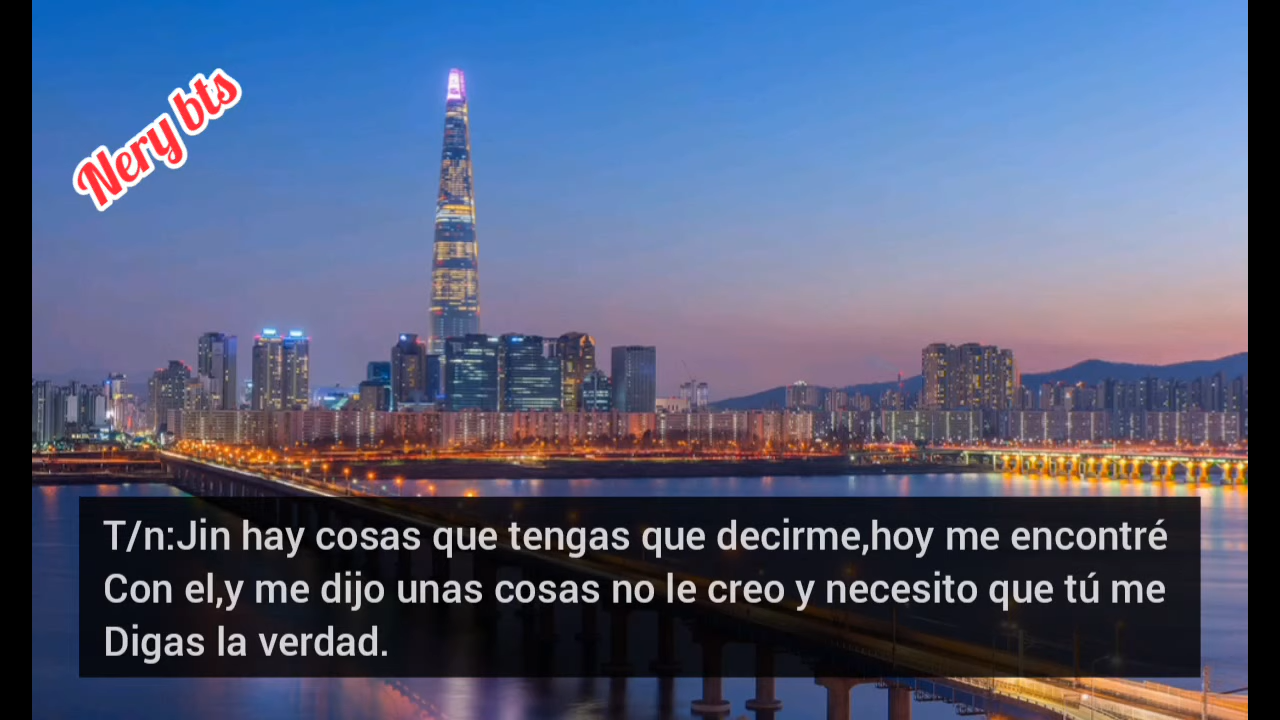 Nery bts
T/n:Jin hay cosas que tengas que decirme,hoy me encontré
Con el,y me dijo unas cosas no le creo y necesito que tú me
Digas la verdad.